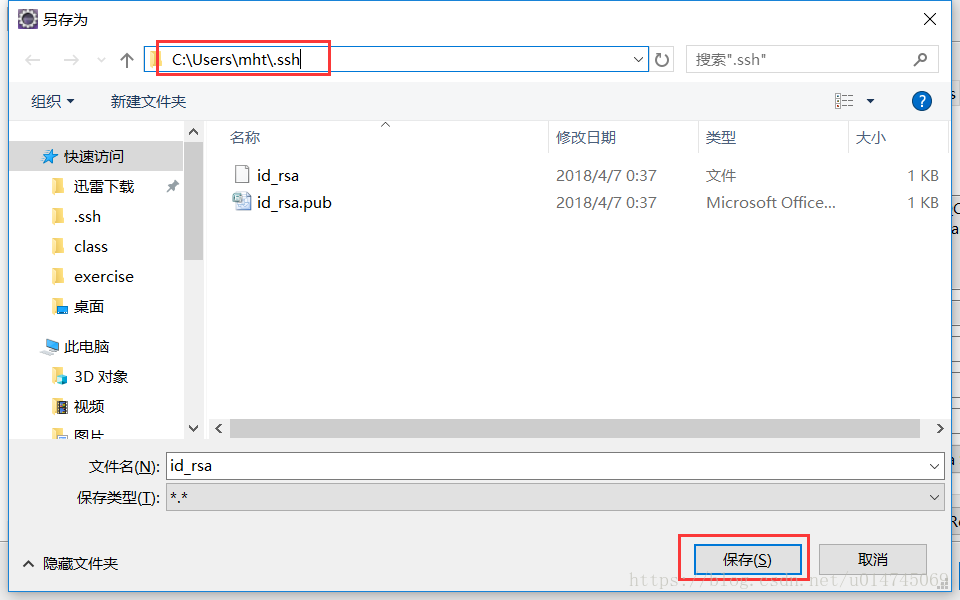 另存为
C:\Users\mht\.ssh
搜索".ssh"
组织
新建文件夹
?
名称
修改日期
类型
大小
快速访问
迅雷下载
.ssh
class
exercise
桌面
此电脑
3D 对象
视频
图片
id_rsa
2018/4/7 0:37
文件
1 KB
id_rsa.pub
2018/4/7 0:37
Microsoft Office...
1 KB
文件名(N):
id_rsa
保存类型(T):
*.*
隐藏文件夹
保存(S)
取消
https://blog.csdn.net/u014745069